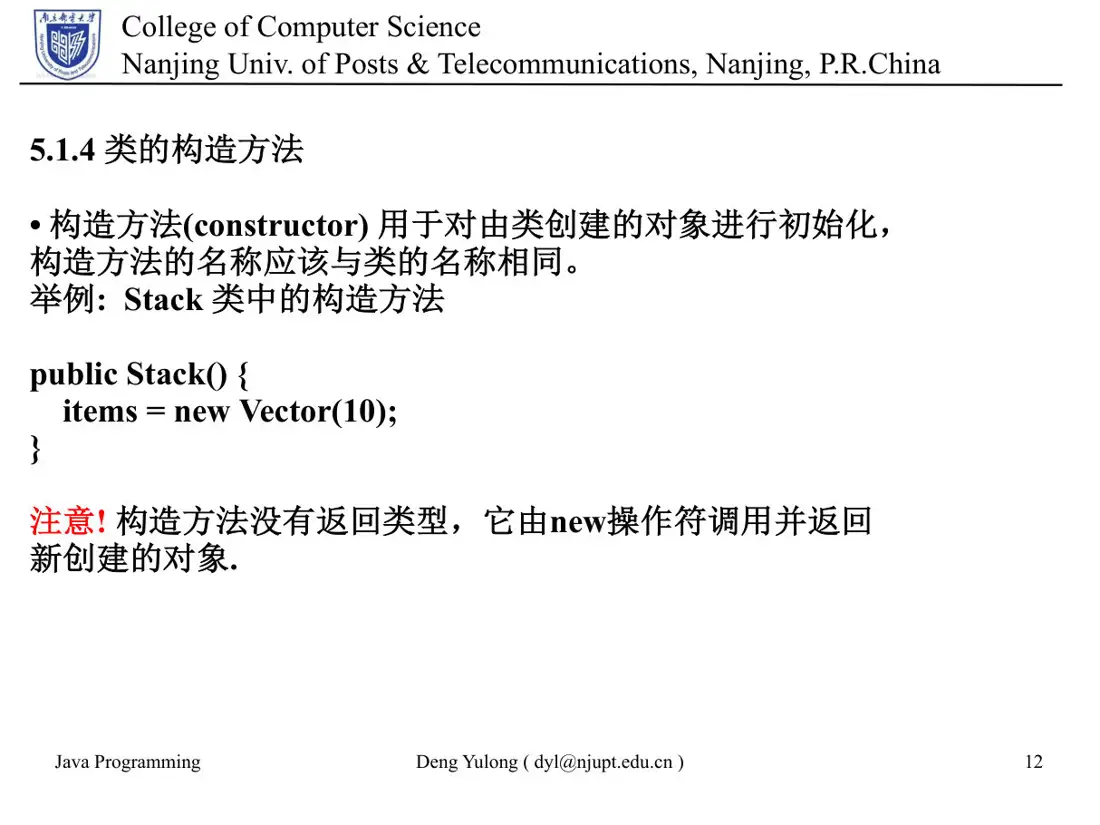 College of Computer Science
Nanjing Univ. of Posts & Telecommunications, Nanjing, P.R.China
5.1.4 类的构造方法
• 构造方法(constructor) 用于对由类创建的对象进行初始化，
构造方法的名称应该与类的名称相同。
举例: Stack 类中的构造方法
public Stack() {
    items = new Vector(10);
}
注意! 构造方法没有返回类型，它由new操作符调用并返回
新创建的对象.
Java Programming
Deng Yulong ( dyl@njupt.edu.cn )
12